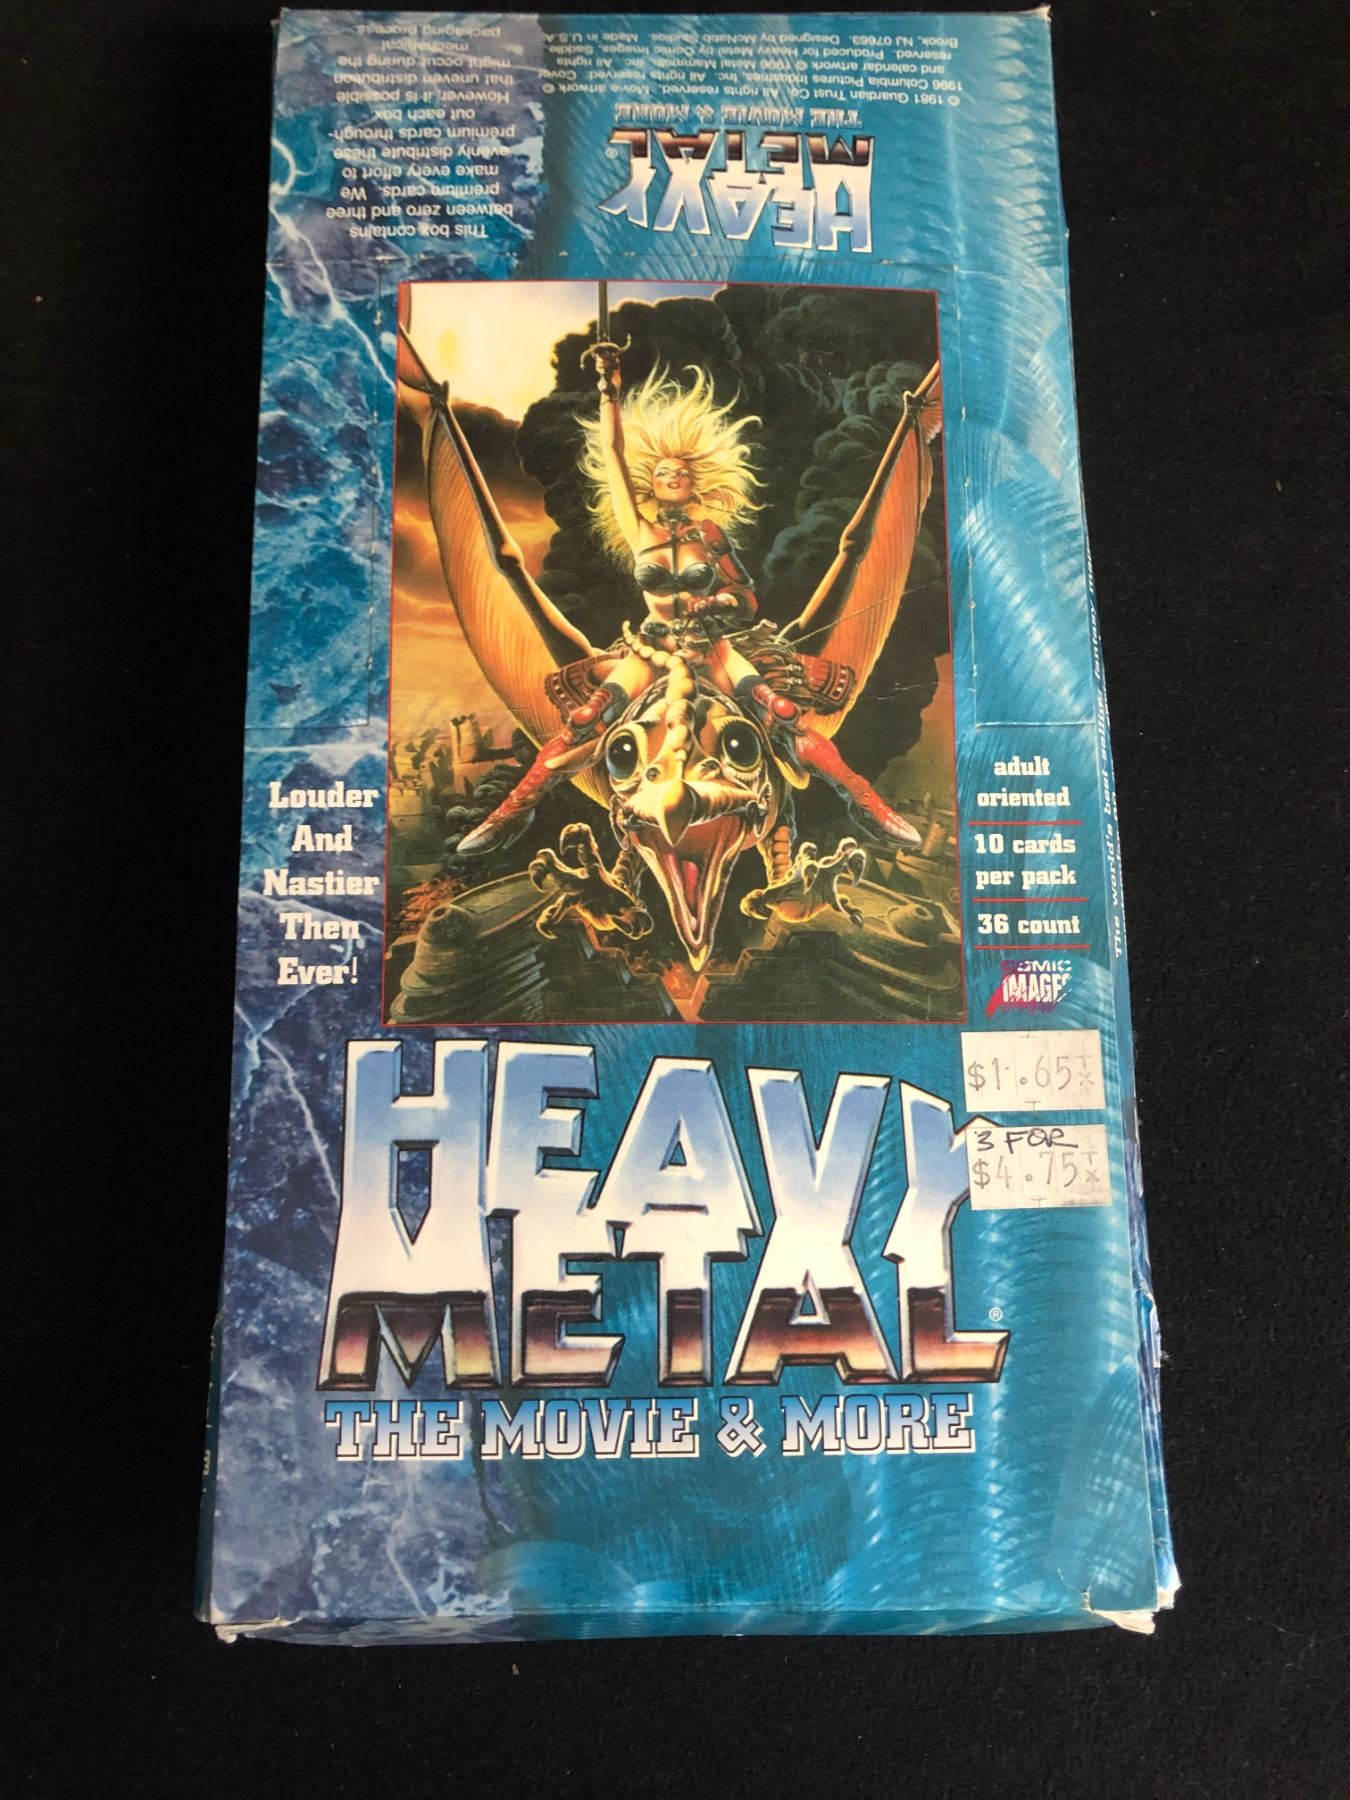 This box contains
between zero and three
premium cards. We
make every effort to
evenly distribute these
premium cards through-
out each box.
However, it is possible
that uneven distribution
might occur during the
mechanical
packaging process.
HEAVY
METAL®
THE MOVIE & MORE
© 1981 Guardian Trust Co. All rights reserved. Movie artwork ©
1996 Columbia Pictures Industries, Inc. All rights reserved. Cover
and calendar artwork © 1996 Metal Mammoth, Inc. All rights
reserved. Produced for Heavy Metal by Comic Images, Saddle
Brook, NJ 07663. Designed by McNabb Studios. Made in U.S.A.
Louder
And
Nastier
Then
Ever!
adult
oriented
10 cards
per pack
36 count
COMIC
IMAGES
$1.65
3 FOR
$4.75
HEAVY
METAL®
THE MOVIE & MORE
The world's best selling